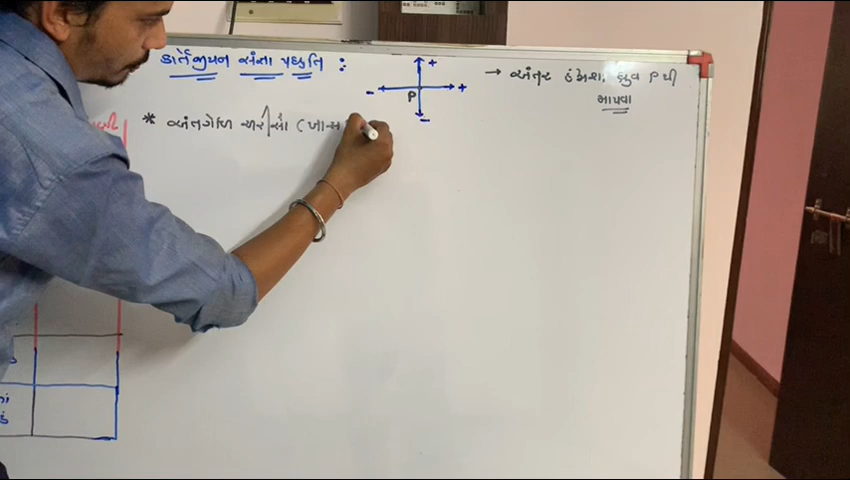 કાર્તેજીયન સંજ્ઞા પદ્ધતિ :
+
- P +
-
→ અંતર હંમેશા ધ્રુવ P થી
માપવા
* અંતર્ગોળ અરીસો (ખાસ